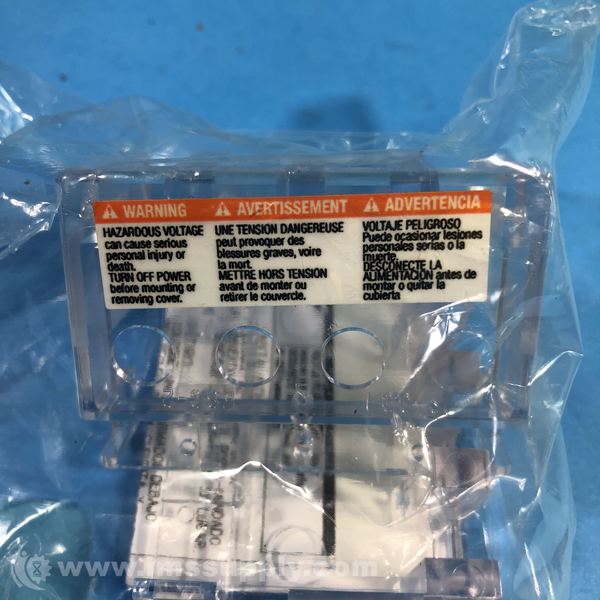 WARNING
HAZARDOUS VOLTAGE
can cause serious
personal injury or
death.
TURN OFF POWER
before mounting or
removing cover.
AVERTISSEMENT
UNE TENSION DANGEREUSE
peut provoquer des
blessures graves, voire
la mort.
METTRE HORS TENSION
avant de monter ou
retirer le couvercle.
ADVERTENCIA
VOLTAJE PELIGROSO
Puede ocasionar lesiones
personales serias o la
muerte.
DESCONECTE LA
ALIMENTACIÓN antes de
montar o quitar la
cubierta
www.imssupply.com